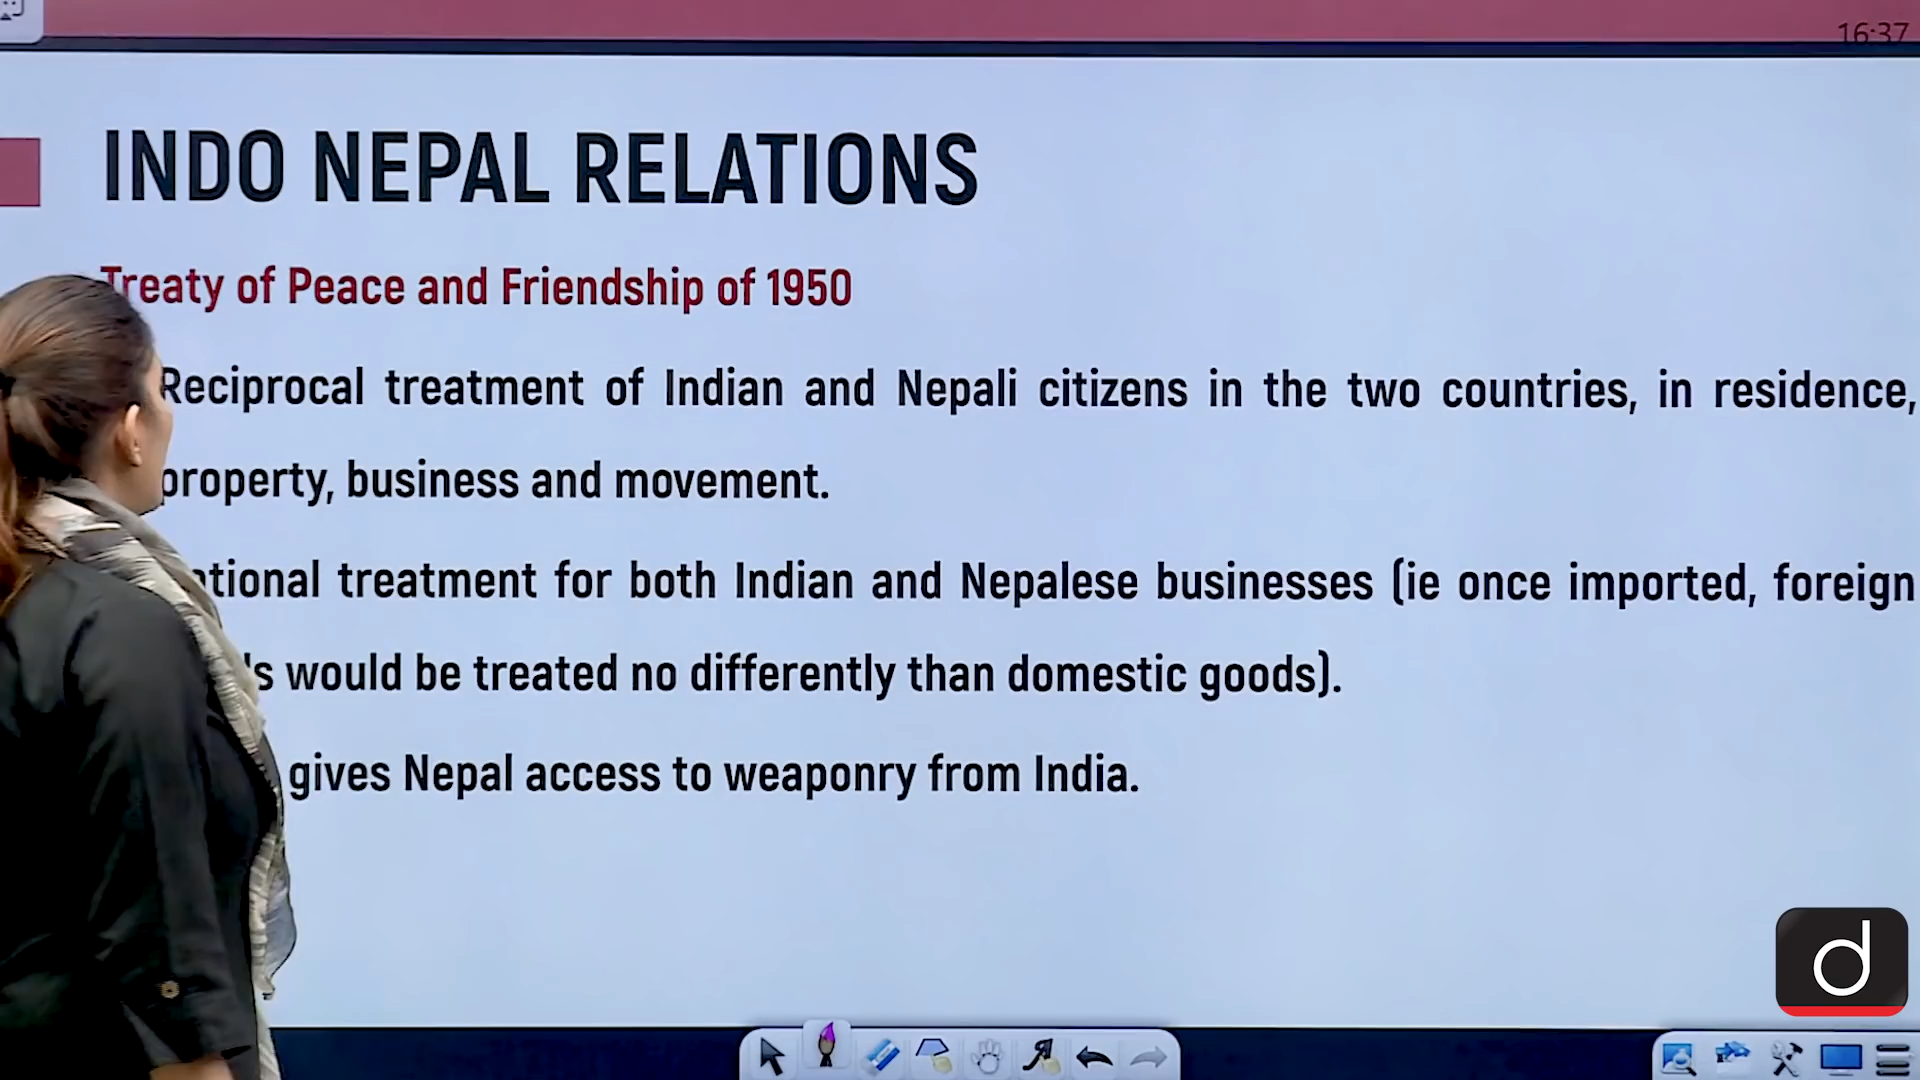 16:37
INDO NEPAL RELATIONS
Treaty of Peace and Friendship of 1950
Reciprocal treatment of Indian and Nepali citizens in the two countries, in residence,
property, business and movement.
treatment for both Indian and Nepalese businesses (ie once imported, foreign
would be treated no differently than domestic goods).
gives Nepal access to weaponry from India.
d